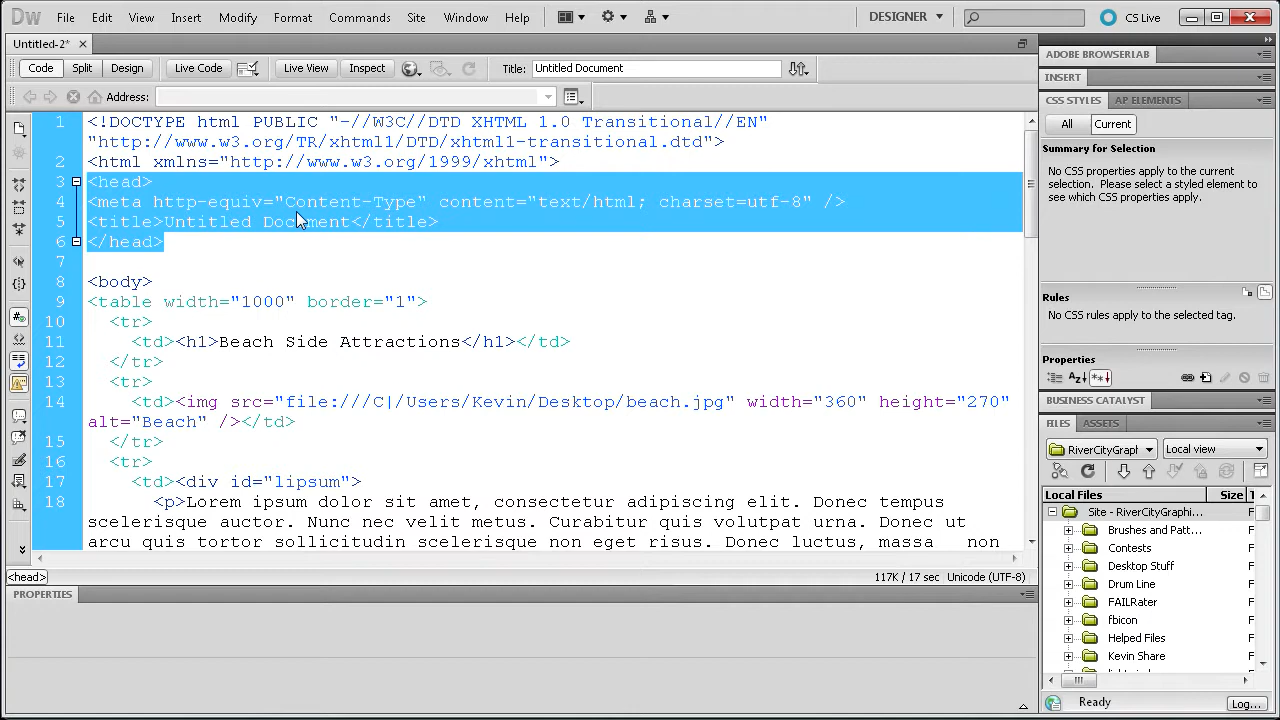 Dw File Edit View Insert Modify Format Commands Site Window Help DESIGNER CS Live
Untitled-2*
Code Split Design Live Code Live View Inspect Title: Untitled Document
Address:
1 <!DOCTYPE html PUBLIC "-//W3C//DTD XHTML 1.0 Transitional//EN"
"http://www.w3.org/TR/xhtml1/DTD/xhtml1-transitional.dtd">
2 <html xmlns="http://www.w3.org/1999/xhtml">
3 <head>
4 <meta http-equiv="Content-Type" content="text/html; charset=utf-8" />
5 <title>Untitled Document</title>
6 </head>
7
8 <body>
9 <table width="1000" border="1">
10 <tr>
11 <td><h1>Beach Side Attractions</h1></td>
12 </tr>
13 <tr>
14 <td><img src="file:///C|/Users/Kevin/Desktop/beach.jpg" width="360" height="270"
alt="Beach" /></td>
15 </tr>
16 <tr>
17 <td><div id="lipsum">
18 <p>Lorem ipsum dolor sit amet, consectetur adipiscing elit. Donec tempus
scelerisque auctor. Nunc nec velit metus. Curabitur quis volutpat urna. Donec ut
arcu quis tortor sollicitudin scelerisque non eget risus. Donec luctus, massa non
<head> 117K / 17 sec Unicode (UTF-8)
PROPERTIES
ADOBE BROWSERLAB
INSERT
CSS STYLES AP ELEMENTS
All Current
Summary for Selection
No CSS properties apply to the current
selection. Please select a styled element to
see which CSS properties apply.
Rules
No CSS rules apply to the selected tag.
Properties
BUSINESS CATALYST
FILES ASSETS
RiverCityGrapl Local view
Local Files Size T
Site - RiverCityGraphi... F
Brushes and Patt... F
Contests F
Desktop Stuff F
Drum Line F
FAILRater F
fbicon F
Helped Files F
Kevin Share F
Ready Log...